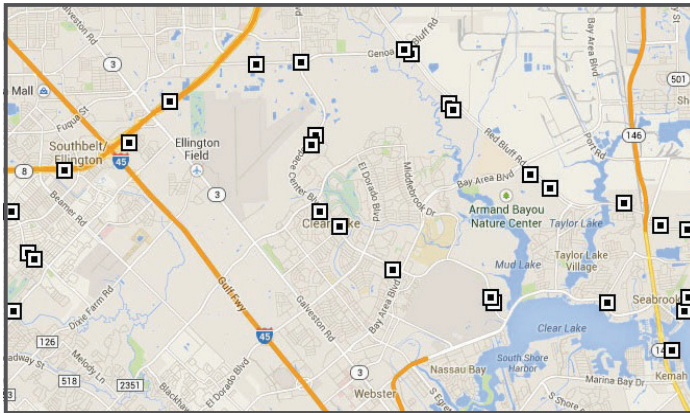 Galveston Rd
Genoa Red Bluff Rd
Bay Area Blvd
3
501
a Mall
Fuqua St
Southbelt/
Ellington
Ellington
Field
Space
Center Blvd
El Dorado Blvd
Middlebrook Dr
Red Bluff Rd
Port Rd
146
45
8
3
Bay Area Blvd
Armand Bayou
Nature Center
Taylor Lake
Beamer Rd
Clear Lake
Mud Lake
Taylor Lake
Village
Gulf Fwy
Dixie Farm Rd
Galveston Rd
Bay Area Blvd
Seabrook
Clear Lake
45
126
518
2351
Melody Ln
El Dorado Blvd
3
Webster
Nassau Bay
South Shore
Harbor
Marina Bay Dr
Kemah